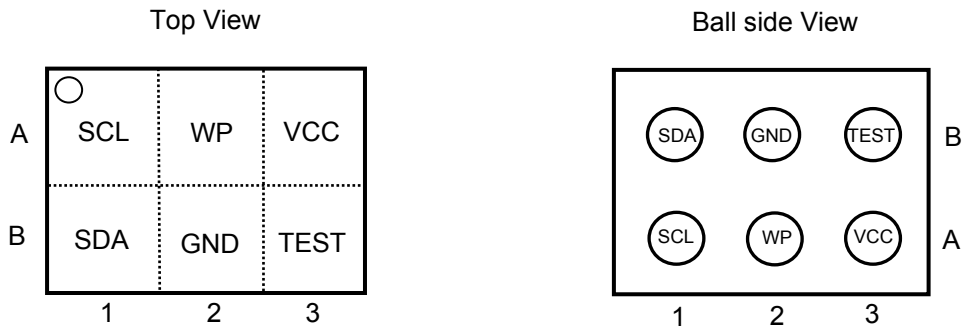 Top View
A SCL WP VCC
B SDA GND TEST
1 2 3
Ball side View
SDA GND TEST B
SCL WP VCC A
1 2 3